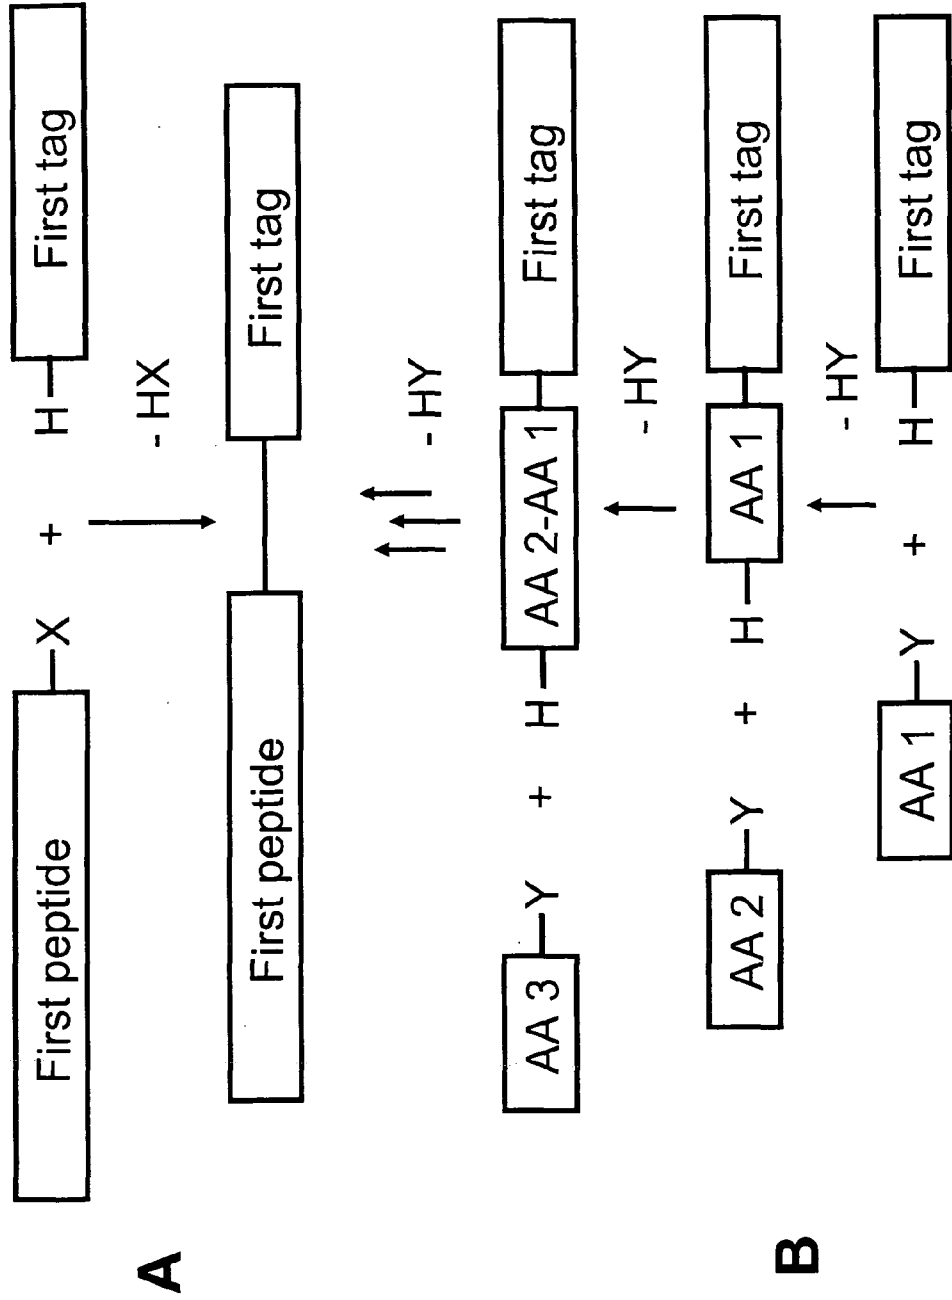 First peptide X + H First tag
A - HX
First peptide First tag
- HY
AA 3 Y + H AA 2-AA 1 First tag
- HY
AA 2 Y + H AA 1 First tag
B - HY
AA 1 Y + H First tag